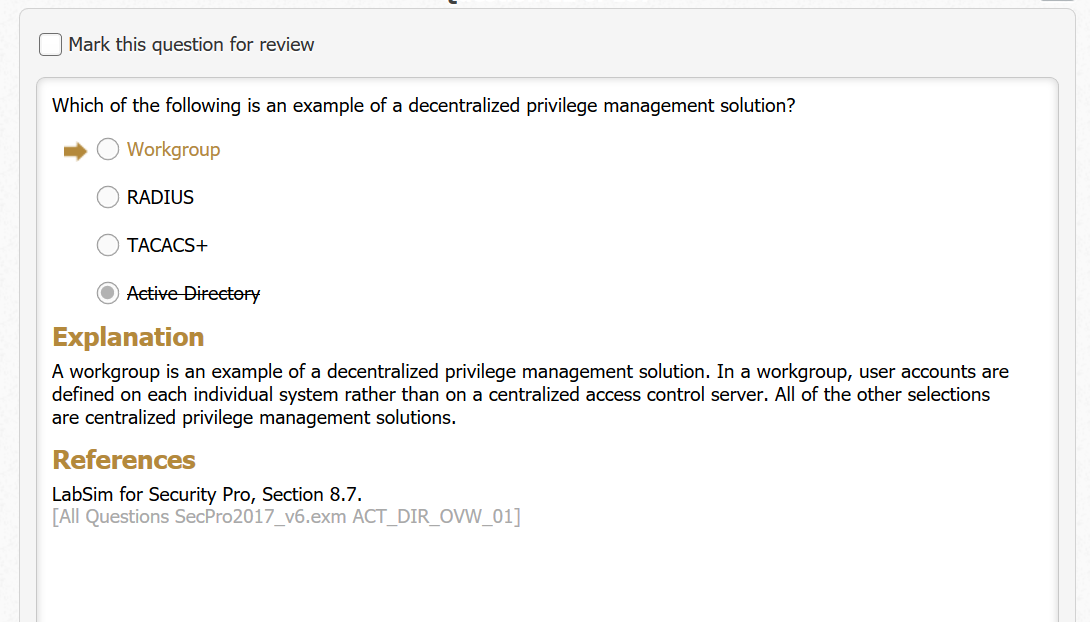 Mark this question for review
Which of the following is an example of a decentralized privilege management solution?
Workgroup
RADIUS
TACACS+
Active Directory
Explanation
A workgroup is an example of a decentralized privilege management solution. In a workgroup, user accounts are
defined on each individual system rather than on a centralized access control server. All of the other selections
are centralized privilege management solutions.
References
LabSim for Security Pro, Section 8.7.
[All Questions SecPro2017_v6.exm ACT_DIR_OVW_01]